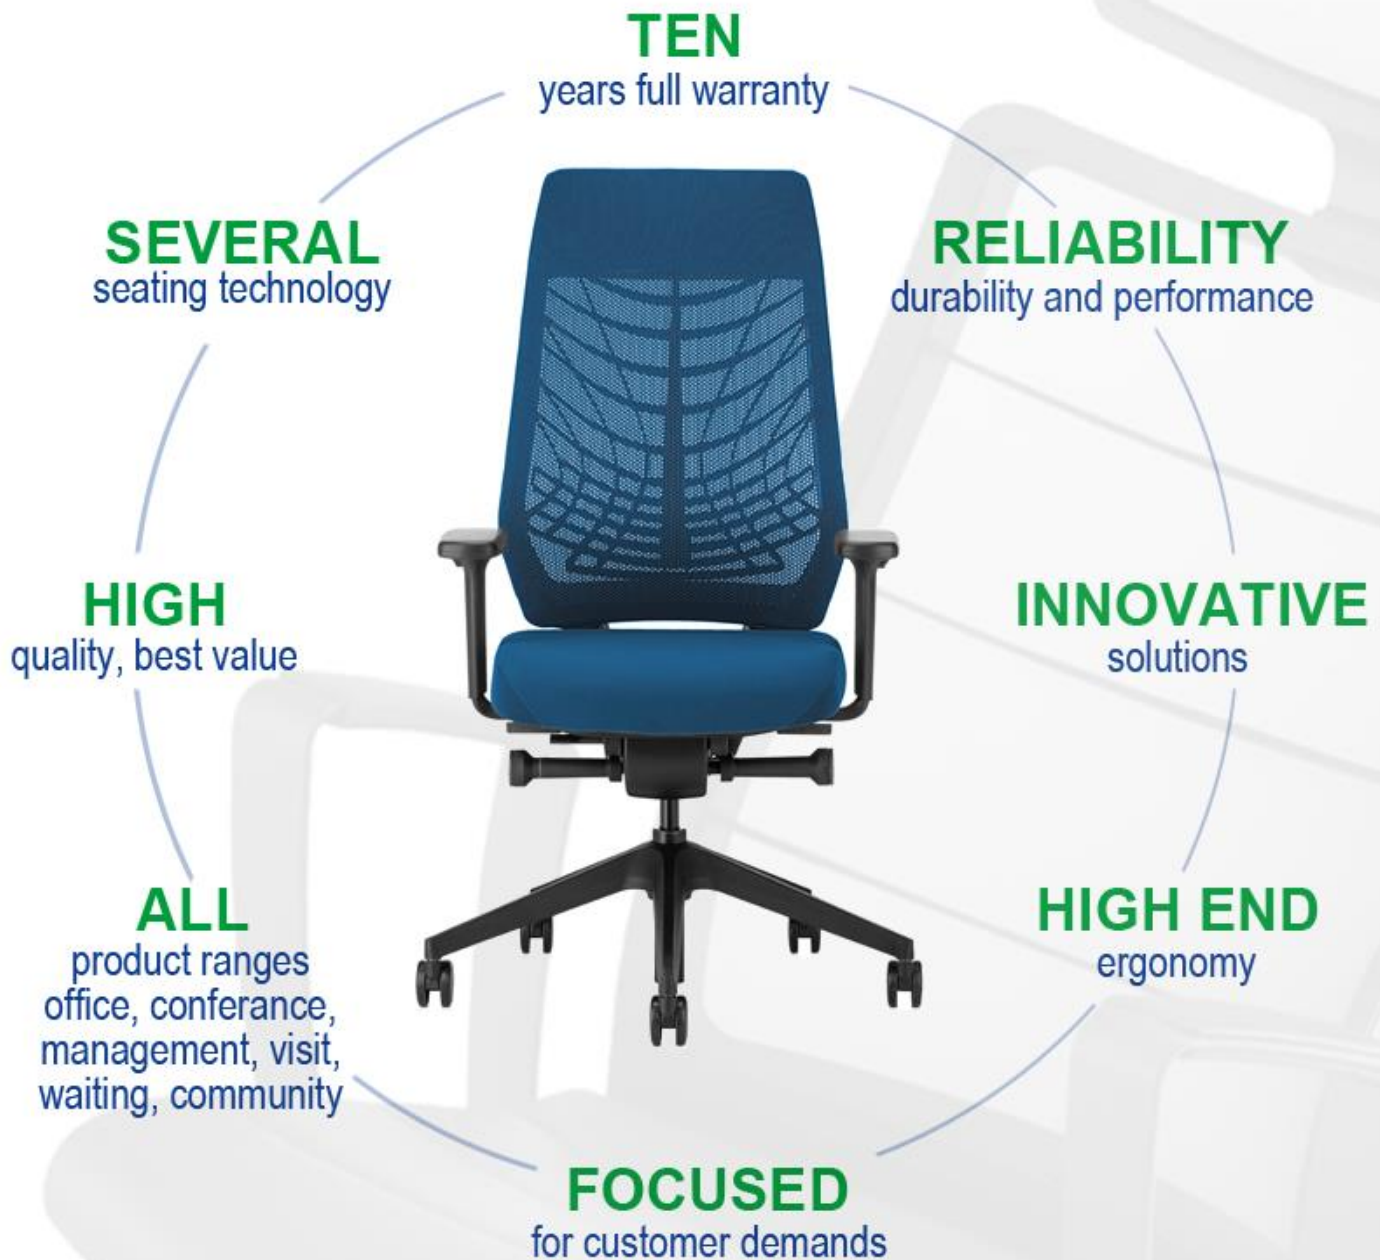 TEN
years full warranty
SEVERAL
seating technology
RELIABILITY
durability and performance
HIGH
quality, best value
INNOVATIVE
solutions
ALL
product ranges
office, conferance,
management, visit,
waiting, community
HIGH END
ergonomy
FOCUSED
for customer demands